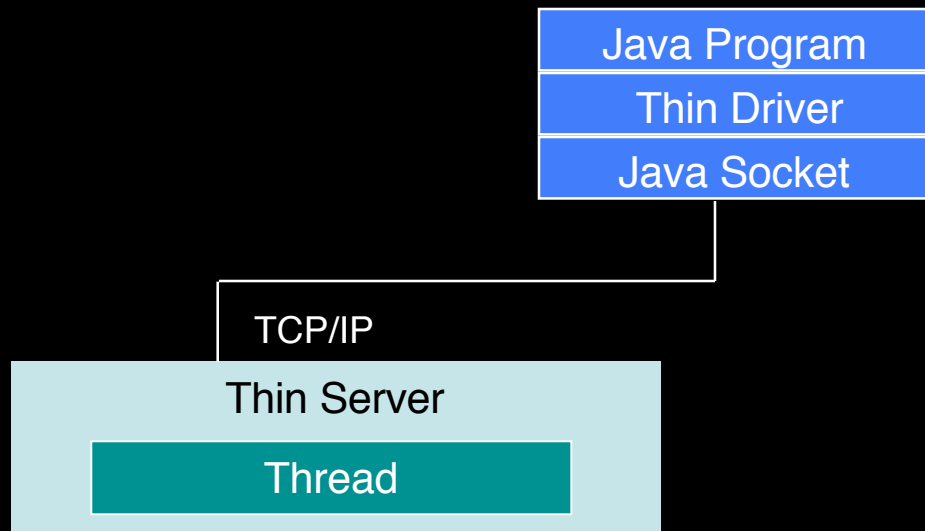 Java Program
Thin Driver
Java Socket
TCP/IP
Thin Server
Thread